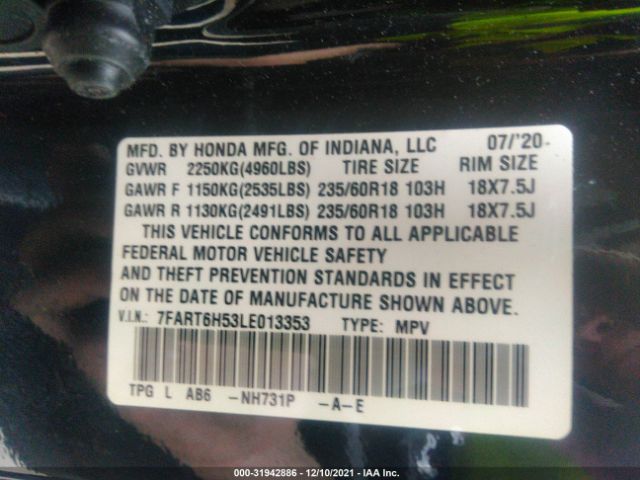 MFD. BY HONDA MFG. OF INDIANA, LLC 07/'20
GVWR 2250KG(4960LBS) TIRE SIZE RIM SIZE
GAWR F 1150KG(2535LBS) 235/60R18 103H 18X7.5J
GAWR R 1130KG(2491LBS) 235/60R18 103H 18X7.5J
THIS VEHICLE CONFORMS TO ALL APPLICABLE
FEDERAL MOTOR VEHICLE SAFETY
AND THEFT PREVENTION STANDARDS IN EFFECT
ON THE DATE OF MANUFACTURE SHOWN ABOVE.
V.I.N.: 7FART6H53LE013353 TYPE: MPV
TPG L AB6 -NH731P -A-E
000-31942886 - 12/10/2021 - IAA Inc.